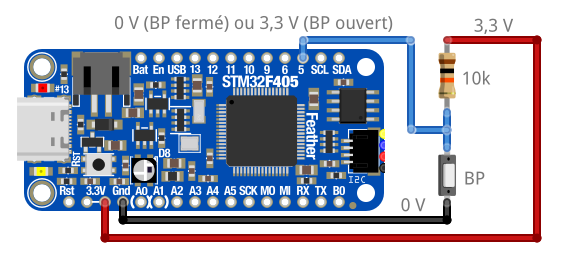 0 V (BP fermé) ou 3,3 V (BP ouvert)
3,3 V
Bat En USB 13 12 11 10 9 6 5 SCL SDA
STM32F405
#13
10k
Feather
RST
D8
I2C
BP
Rst 3.3V Gnd A0 A1 A2 A3 A4 A5 SCK MO MI RX TX B0
0 V